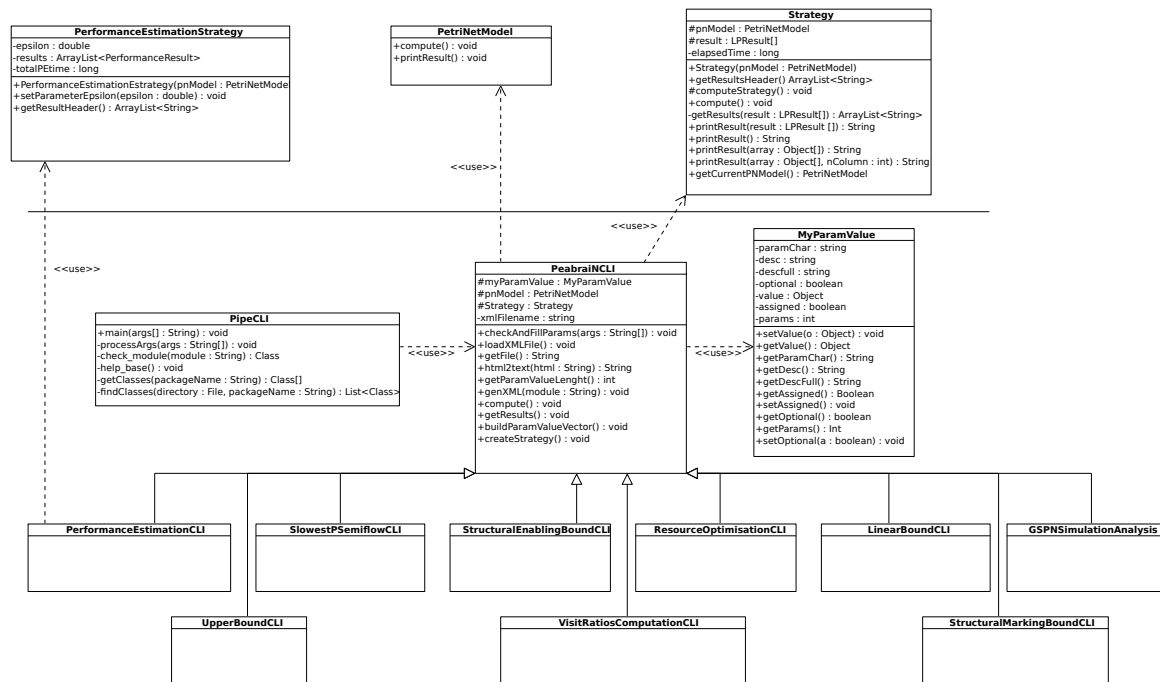 PerformanceEstimationStrategy
-epsilon : double
-results : ArrayList<PerformanceResult>
-totalPEtime : long
+PerformanceEstimationEstrategy(pnModel : PetriNetModel
+setParameterEpsilon(epsilon : double) : void
+getResultHeader() : ArrayList<String>
PetriNetModel
+compute() : void
+printResult() : void
Strategy
#pnModel : PetriNetModel
#result : LPResult[]
-elapsedTime : long
+Strategy(pnModel : PetriNetModel)
+getResultsHeader() ArrayList<String>
#computeStrategy() : void
+compute() : void
-getResults(result : LPResult[]) : ArrayList<String>
+printResult(result : LPResult []) : String
+printResult() : String
+printResult(array : Object[]) : String
+printResult(array : Object[], nColumn : int) : String
+getCurrentPNModel() : PetriNetModel
<<use>>
<<use>>
<<use>>
PipeCLI
+main(args[] : String) : void
-processArgs(args : String[]) : void
-check_module(module : String) : Class
-help_base() : void
-getClasses(packageName : String) : Class[]
-findClasses(directory : File, packageName : String) : List<Class>
<<use>>
PeabraiNCLI
#myParamValue : MyParamValue
#pnModel : PetriNetModel
#Strategy : Strategy
-xmlFilename : string
+checkAndFillParams(args : String[]) : void
+loadXMLFile() : void
+getFile() : String
+html2text(html : String) : String
+getParamValueLenght() : int
+genXML(module : String) : void
+compute() : void
+getResults() : void
+buildParamValueVector() : void
+createStrategy() : void
<<use>>
MyParamValue
-paramChar : string
-desc : string
-descfull : string
-optional : boolean
-value : Object
-assigned : boolean
-params : int
+setValue(o : Object) : void
+getValue() : Object
+getParamChar() : String
+getDesc() : String
+getDescFull() : String
+getAssigned() : Boolean
+setAssigned() : void
+getOptional() : boolean
+getParams() : Int
+setOptional(a : boolean) : void
PerformanceEstimationCLI
SlowestPSemiflowCLI
StructuralEnablingBoundCLI
ResourceOptimisationCLI
LinearBoundCLI
GSPNSimulationAnalysis
UpperBoundCLI
VisitRatiosComputationCLI
StructuralMarkingBoundCLI